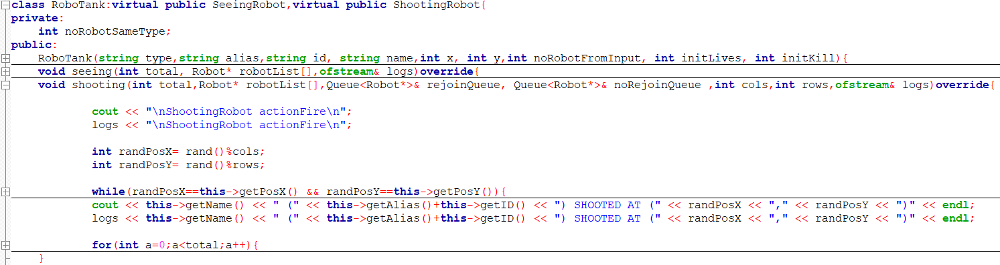 class RoboTank:virtual public SeeingRobot,virtual public ShootingRobot{
private:
    int noRobotSameType;
public:
    RoboTank(string type,string alias,string id, string name,int x, int y,int noRobotFromInput, int initLives, int initKill){
    void seeing(int total, Robot* robotList[],ofstream& logs)override{
    void shooting(int total,Robot* robotList[],Queue<Robot*>& rejoinQueue, Queue<Robot*>& noRejoinQueue ,int cols,int rows,ofstream& logs)override{
            cout << "\nShootingRobot actionFire\n";
            logs << "\nShootingRobot actionFire\n";
            int randPosX= rand()%cols;
            int randPosY= rand()%rows;
            while(randPosX==this->getPosX() && randPosY==this->getPosY()){
            cout << this->getName() << " (" << this->getAlias()+this->getID() << ") SHOOTED AT (" << randPosX << "," << randPosY << ")" << endl;
            logs << this->getName() << " (" << this->getAlias()+this->getID() << ") SHOOTED AT (" << randPosX << "," << randPosY << ")" << endl;
            for(int a=0;a<total;a++){
    }